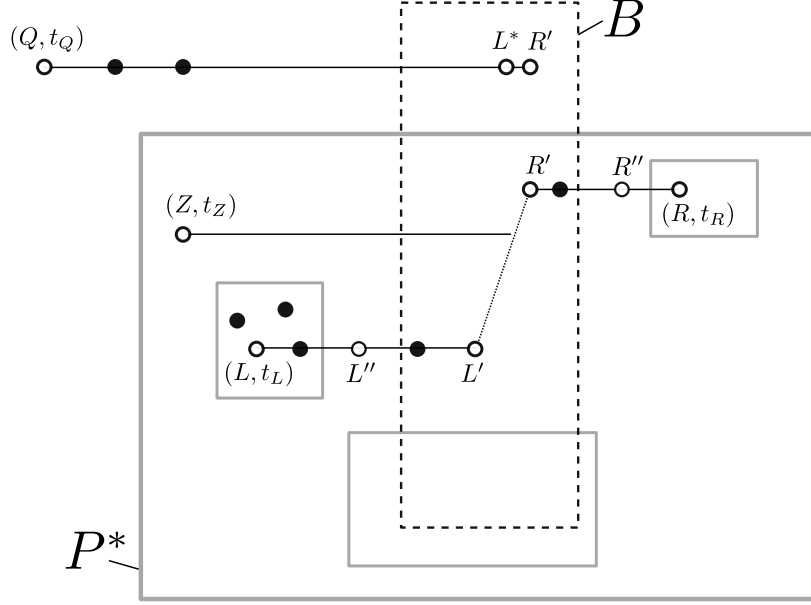 B
(Q, t_Q)
L* R′
R′ R″
(Z, t_Z)
(R, t_R)
(L, t_L) L″ L′
P*